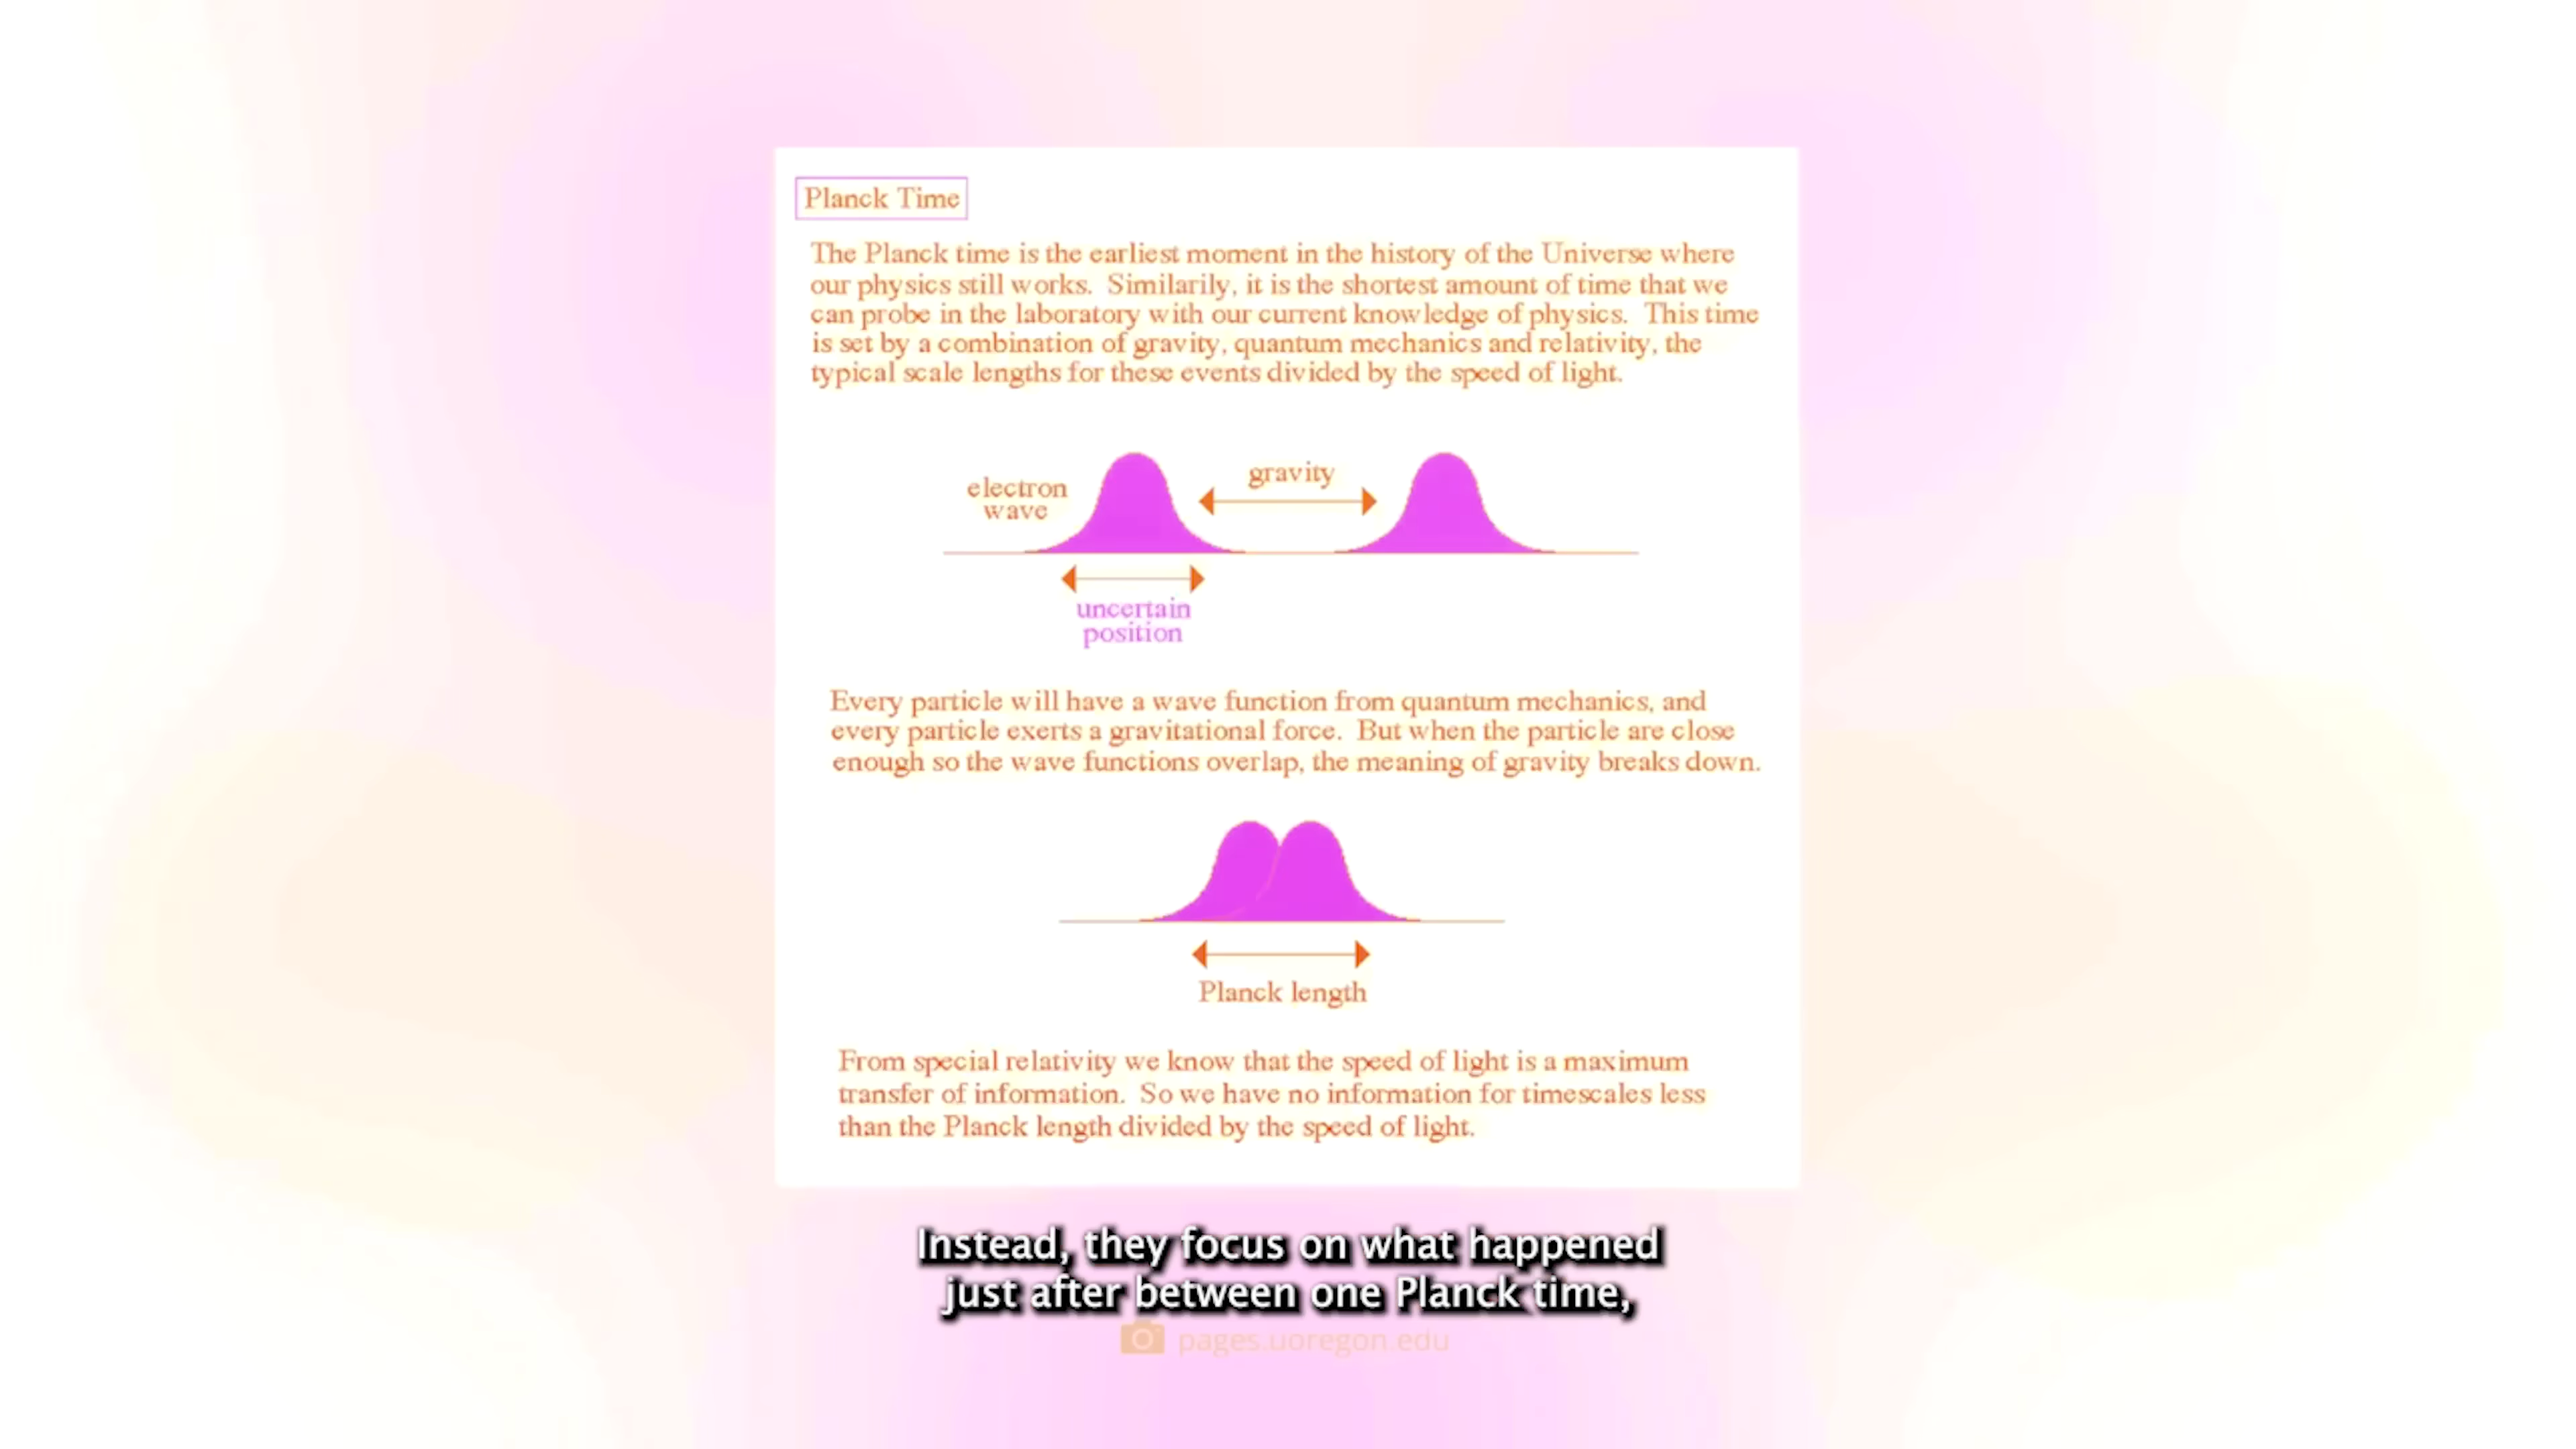 Planck Time
The Planck time is the earliest moment in the history of the Universe where
our physics still works. Similarily, it is the shortest amount of time that we
can probe in the laboratory with our current knowledge of physics. This time
is set by a combination of gravity, quantum mechanics and relativity, the
typical scale lengths for these events divided by the speed of light.
electron
wave
gravity
uncertain
position
Every particle will have a wave function from quantum mechanics, and
every particle exerts a gravitational force. But when the particle are close
enough so the wave functions overlap, the meaning of gravity breaks down.
Planck length
From special relativity we know that the speed of light is a maximum
transfer of information. So we have no information for timescales less
than the Planck length divided by the speed of light.
Instead, they focus on what happened
just after between one Planck time,
pages.uoregon.edu